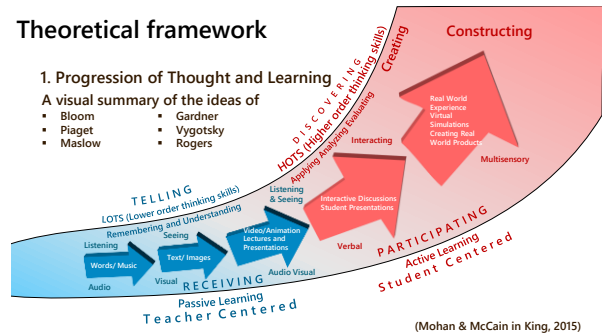 Theoretical framework
1. Progression of Thought and Learning
A visual summary of the ideas of
▪ Bloom
▪ Piaget
▪ Maslow
▪ Gardner
▪ Vygotsky
▪ Rogers
TELLING
LOTS (Lower order thinking skills)
Remembering and Understanding
Listening
Words/ Music
Audio
Seeing
Text/ Images
Visual
Listening
& Seeing
Video/Animation
Lectures and
Presentations
Audio Visual
RECEIVING
Passive Learning
Teacher Centered
DISCOVERING
HOTS (Higher order thinking skills)
Applying Analyzing Evaluating
Creating
Interacting
Interactive Discussions
Student Presentations
Verbal
Constructing
Real World
Experience
Virtual
Simulations
Creating Real
World Products
Multisensory
PARTICIPATING
Active Learning
Student Centered
(Mohan & McCain in King, 2015)